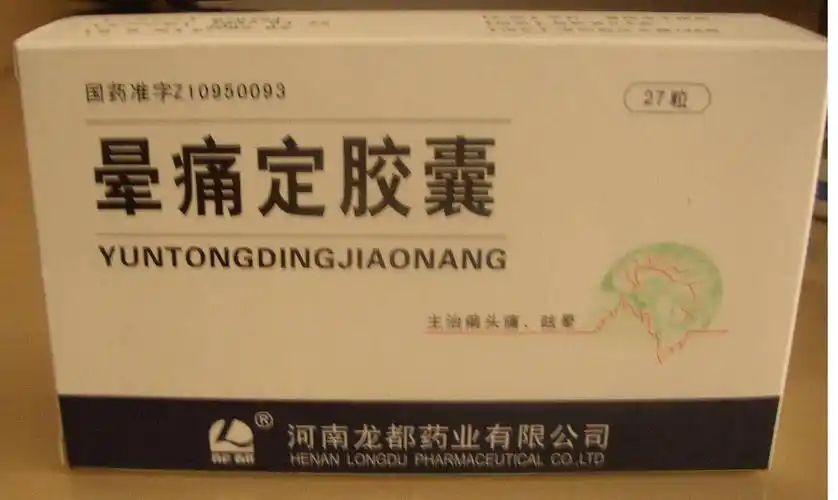 国药准字Z10950093
27粒
晕痛定胶囊
YUNTONGDINGJIAONANG
主治偏头痛、眩晕
龙都
®
河南龙都药业有限公司
HENAN LONGDU PHARMACEUTICAL CO.,LTD